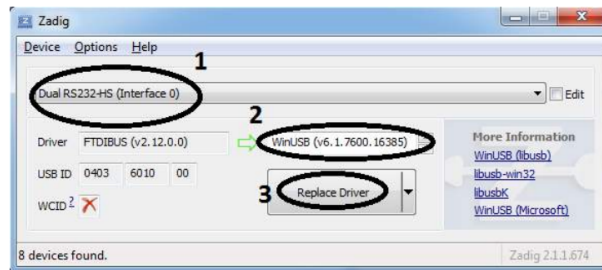 Zadig
Device Options Help
1
Dual RS232-HS (Interface 0) Edit
2
Driver FTDIBUS (v2.12.0.0) WinUSB (v6.1.7600.16385) More Information
WinUSB (libusb)
USB ID 0403 6010 00 libusb-win32
3 Replace Driver libusbK
WCID ? WinUSB (Microsoft)
8 devices found. Zadig 2.1.1.674